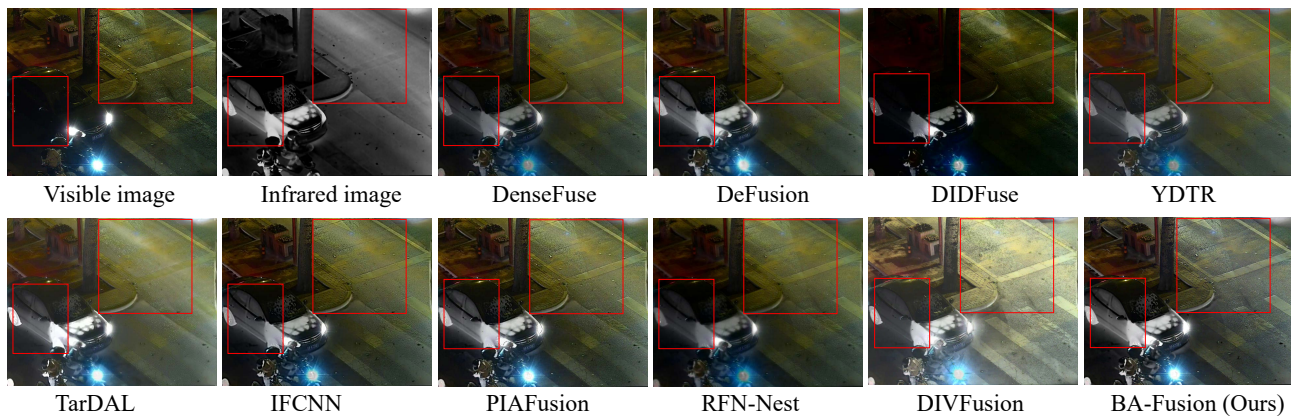 Visible image Infrared image DenseFuse DeFusion DIDFuse YDTR
TarDAL IFCNN PIAFusion RFN-Nest DIVFusion BA-Fusion (Ours)